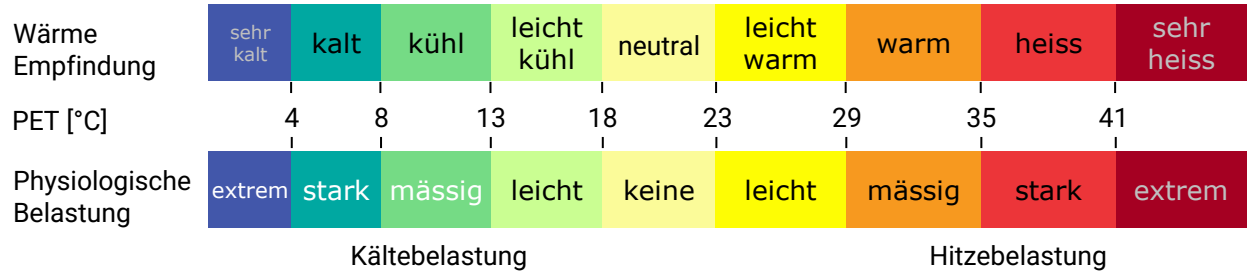 Wärme Empfindung
sehr kalt
kalt
kühl
leicht kühl
neutral
leicht warm
warm
heiss
sehr heiss
PET [°C] 4 8 13 18 23 29 35 41
Physiologische Belastung
extrem stark mässig leicht keine leicht mässig stark extrem
Kältebelastung Hitzebelastung